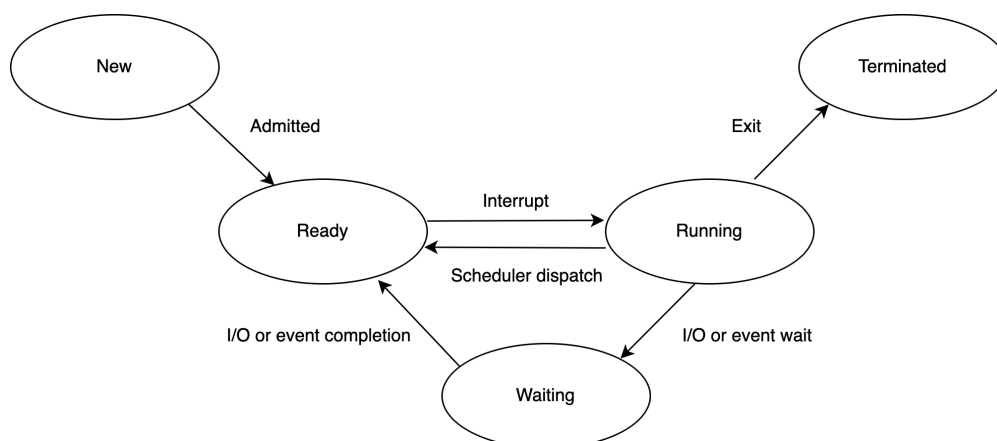 New
Terminated
Admitted
Exit
Interrupt
Ready
Running
Scheduler dispatch
I/O or event completion
I/O or event wait
Waiting